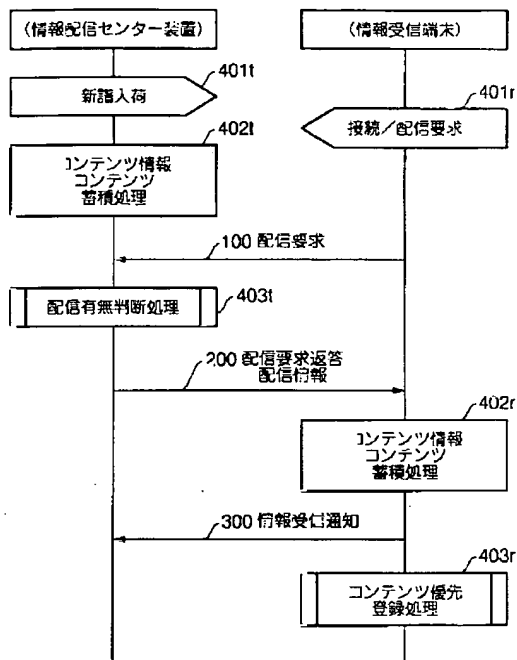 (情報配信センター装置)
(情報受信端末)
401t
新譜入荷
401r
接続/配信要求
402t
コンテンツ情報
コンテンツ
蓄積処理
100 配信要求
配信有無判断処理
403t
200 配信要求返答
配信情報
402r
コンテンツ情報
コンテンツ
蓄積処理
300 情報受信通知
403r
コンテンツ優先
登録処理